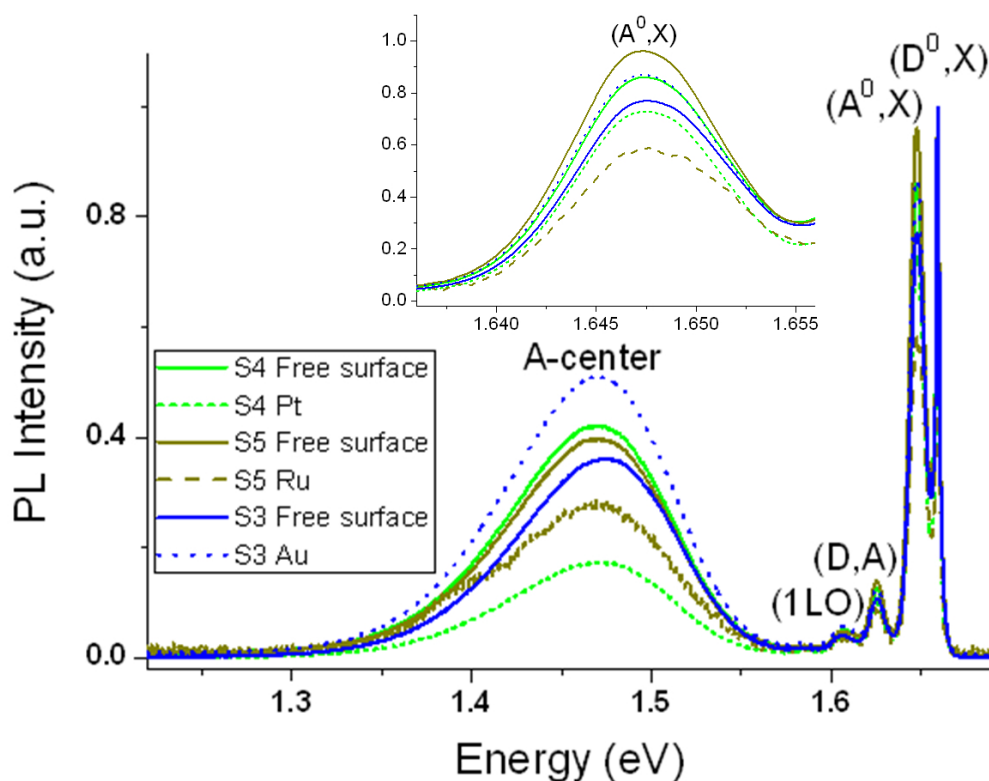 (A⁰,X)
1.0
0.8
0.6
0.4
0.2
0.0
1.640 1.645 1.650 1.655
(D⁰,X)
(A⁰,X)
PL Intensity (a.u.)
0.8
0.4
0.0
S4 Free surface
S4 Pt
S5 Free surface
S5 Ru
S3 Free surface
S3 Au
A-center
(D,A)
(1LO)
1.3 1.4 1.5 1.6
Energy (eV)